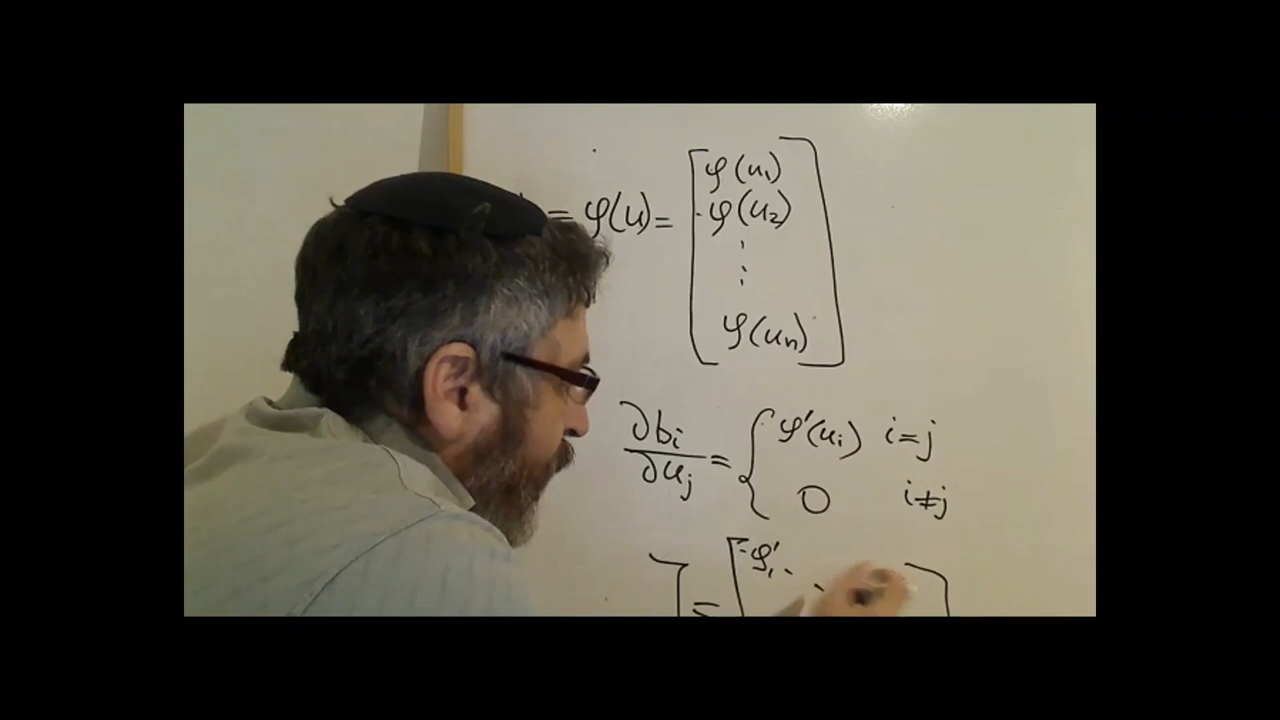 = φ(u) = [ φ(u₁)
φ(u₂)
⋮
φ(uₙ) ]
∂bᵢ/∂uⱼ = { φ'(uᵢ) i=j
0 i≠j
J = [ φ'₁ ⋱ ]